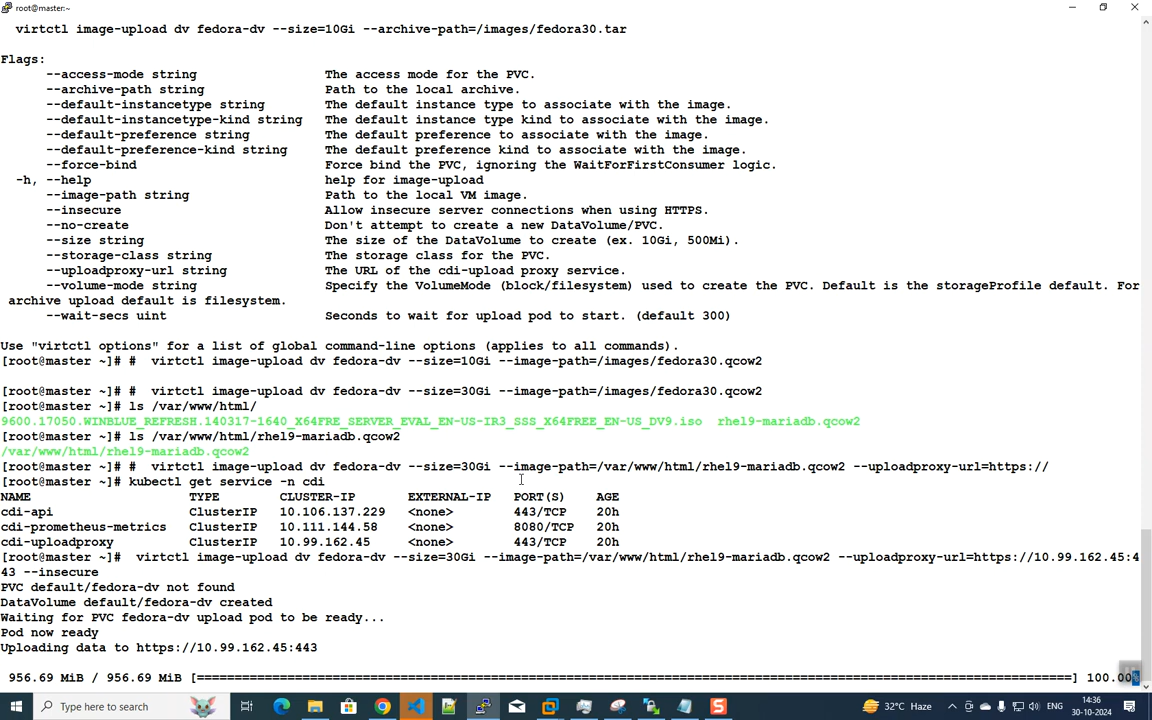 root@master:~
virtctl image-upload dv fedora-dv --size=10Gi --archive-path=/images/fedora30.tar
Flags:
--access-mode string The access mode for the PVC.
--archive-path string Path to the local archive.
--default-instancetype string The default instance type to associate with the image.
--default-instancetype-kind string The default instance type kind to associate with the image.
--default-preference string The default preference to associate with the image.
--default-preference-kind string The default preference kind to associate with the image.
--force-bind Force bind the PVC, ignoring the WaitForFirstConsumer logic.
-h, --help help for image-upload
--image-path string Path to the local VM image.
--insecure Allow insecure server connections when using HTTPS.
--no-create Don't attempt to create a new DataVolume/PVC.
--size string The size of the DataVolume to create (ex. 10Gi, 500Mi).
--storage-class string The storage class for the PVC.
--uploadproxy-url string The URL of the cdi-upload proxy service.
--volume-mode string Specify the VolumeMode (block/filesystem) used to create the PVC. Default is the storageProfile default. For
archive upload default is filesystem.
--wait-secs uint Seconds to wait for upload pod to start. (default 300)
Use "virtctl options" for a list of global command-line options (applies to all commands).
[root@master ~]# # virtctl image-upload dv fedora-dv --size=10Gi --image-path=/images/fedora30.qcow2
[root@master ~]# # virtctl image-upload dv fedora-dv --size=30Gi --image-path=/images/fedora30.qcow2
[root@master ~]# ls /var/www/html/
9600.17050.WINBLUE_REFRESH.140317-1640_X64FRE_SERVER_EVAL_EN-US-IR3_SSS_X64FREE_EN-US_DV9.iso rhel9-mariadb.qcow2
[root@master ~]# ls /var/www/html/rhel9-mariadb.qcow2
/var/www/html/rhel9-mariadb.qcow2
[root@master ~]# # virtctl image-upload dv fedora-dv --size=30Gi --image-path=/var/www/html/rhel9-mariadb.qcow2 --uploadproxy-url=https://
[root@master ~]# kubectl get service -n cdi
NAME TYPE CLUSTER-IP EXTERNAL-IP PORT(S) AGE
cdi-api ClusterIP 10.106.137.229 <none> 443/TCP 20h
cdi-prometheus-metrics ClusterIP 10.111.144.58 <none> 8080/TCP 20h
cdi-uploadproxy ClusterIP 10.99.162.45 <none> 443/TCP 20h
[root@master ~]# virtctl image-upload dv fedora-dv --size=30Gi --image-path=/var/www/html/rhel9-mariadb.qcow2 --uploadproxy-url=https://10.99.162.45:4
43 --insecure
PVC default/fedora-dv not found
DataVolume default/fedora-dv created
Waiting for PVC fedora-dv upload pod to be ready...
Pod now ready
Uploading data to https://10.99.162.45:443
956.69 MiB / 956.69 MiB [=====================================================================================================] 100.00%
Type here to search
32°C Haze
ENG
14:36
30-10-2024